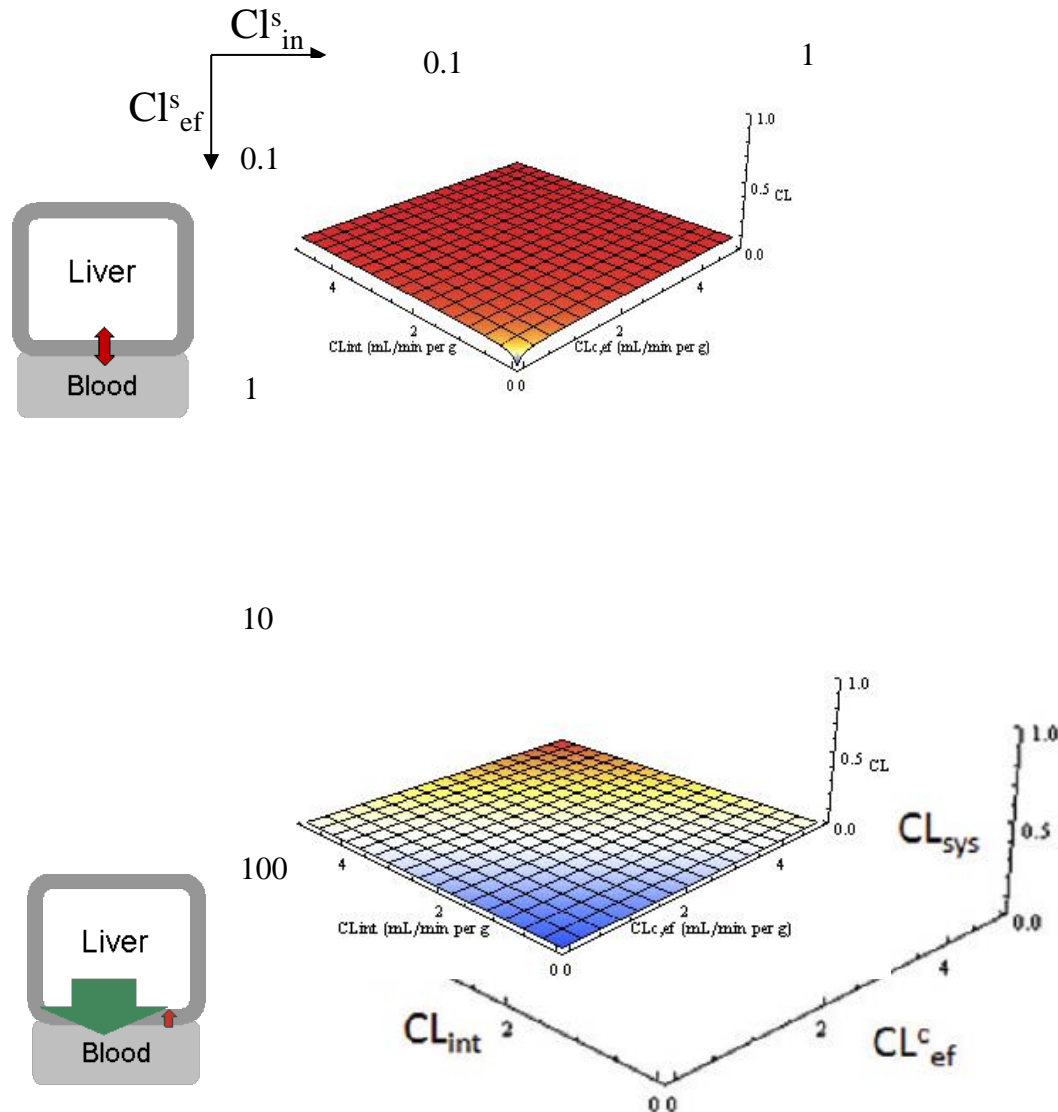 Cl^s_in
0.1
1
Cl^s_ef
0.1
1.0
0.5
CL
0.0
Liver
4
4
2
2
CLint (mL/min per g
CLc,ef (mL/min per g)
0 0
Blood
1
10
1.0
0.5
CL
0.0
1.0
CL_sys
0.5
0.0
100
4
4
2
2
CLint (mL/min per g
CLc,ef (mL/min per g)
0 0
Liver
4
2
2
CL_int
CL^c_ef
Blood
0 0